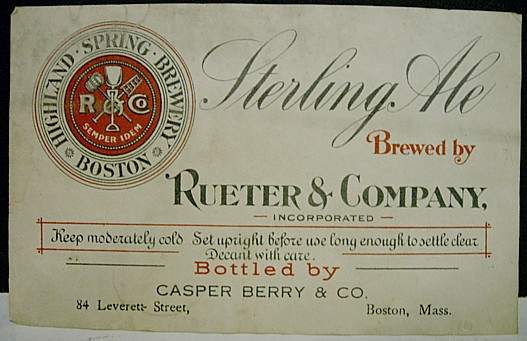 HIGHLAND · SPRING · BREWERY
BOSTON
R & Co
SEMPER IDEM
Sterling Ale
Brewed by
RUETER & COMPANY,
INCORPORATED
Keep moderately cold Set upright before use long enough to settle clear
Decant with care.
Bottled by
CASPER BERRY & CO.
84 Leverett Street, Boston, Mass.